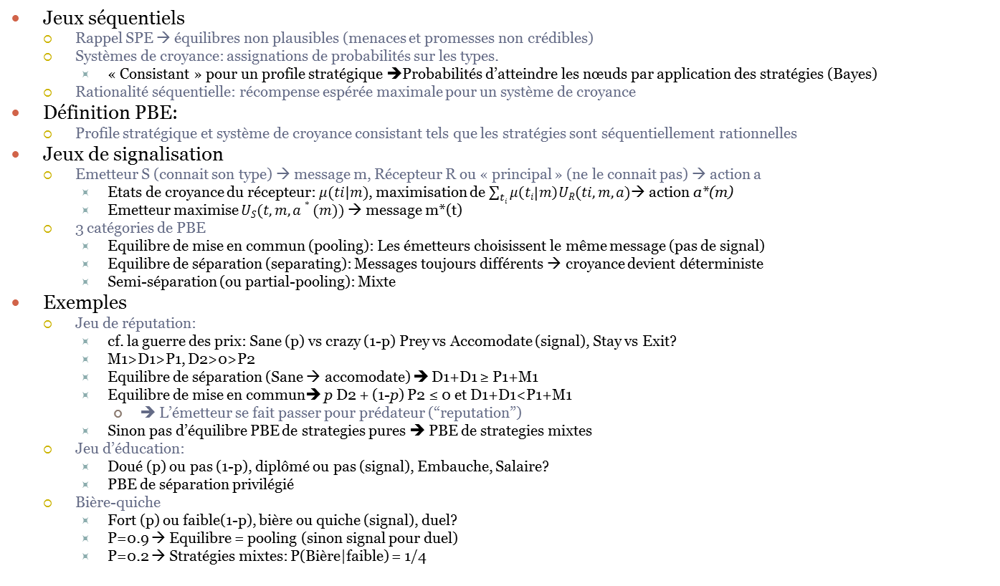 Jeux séquentiels
Rappel SPE → équilibres non plausibles (menaces et promesses non crédibles)
Systèmes de croyance: assignations de probabilités sur les types.
« Consistant » pour un profile stratégique ➔Probabilités d'atteindre les nœuds par application des stratégies (Bayes)
Rationalité séquentielle: récompense espérée maximale pour un système de croyance
Définition PBE:
Profile stratégique et système de croyance consistant tels que les stratégies sont séquentiellement rationnelles
Jeux de signalisation
Emetteur S (connait son type) → message m, Récepteur R ou « principal » (ne le connait pas) → action a
Etats de croyance du récepteur: μ(ti|m), maximisation de ∑_{t_i} μ(t_i|m)U_R(ti, m, a)→ action a*(m)
Emetteur maximise U_S(t, m, a^*(m)) → message m*(t)
3 catégories de PBE
Equilibre de mise en commun (pooling): Les émetteurs choisissent le même message (pas de signal)
Equilibre de séparation (separating): Messages toujours différents → croyance devient déterministe
Semi-séparation (ou partial-pooling): Mixte
Exemples
Jeu de réputation:
cf. la guerre des prix: Sane (p) vs crazy (1-p) Prey vs Accomodate (signal), Stay vs Exit?
M1>D1>P1, D2>0>P2
Equilibre de séparation (Sane → accomodate) ➔ D1+D1 ≥ P1+M1
Equilibre de mise en commun➔ p D2 + (1-p) P2 ≤ 0 et D1+D1<P1+M1
➔ L'émetteur se fait passer pour prédateur ("reputation")
Sinon pas d'équilibre PBE de strategies pures ➔ PBE de strategies mixtes
Jeu d'éducation:
Doué (p) ou pas (1-p), diplômé ou pas (signal), Embauche, Salaire?
PBE de séparation privilégié
Bière-quiche
Fort (p) ou faible(1-p), bière ou quiche (signal), duel?
P=0.9 → Equilibre = pooling (sinon signal pour duel)
P=0.2 → Stratégies mixtes: P(Bière|faible) = 1/4